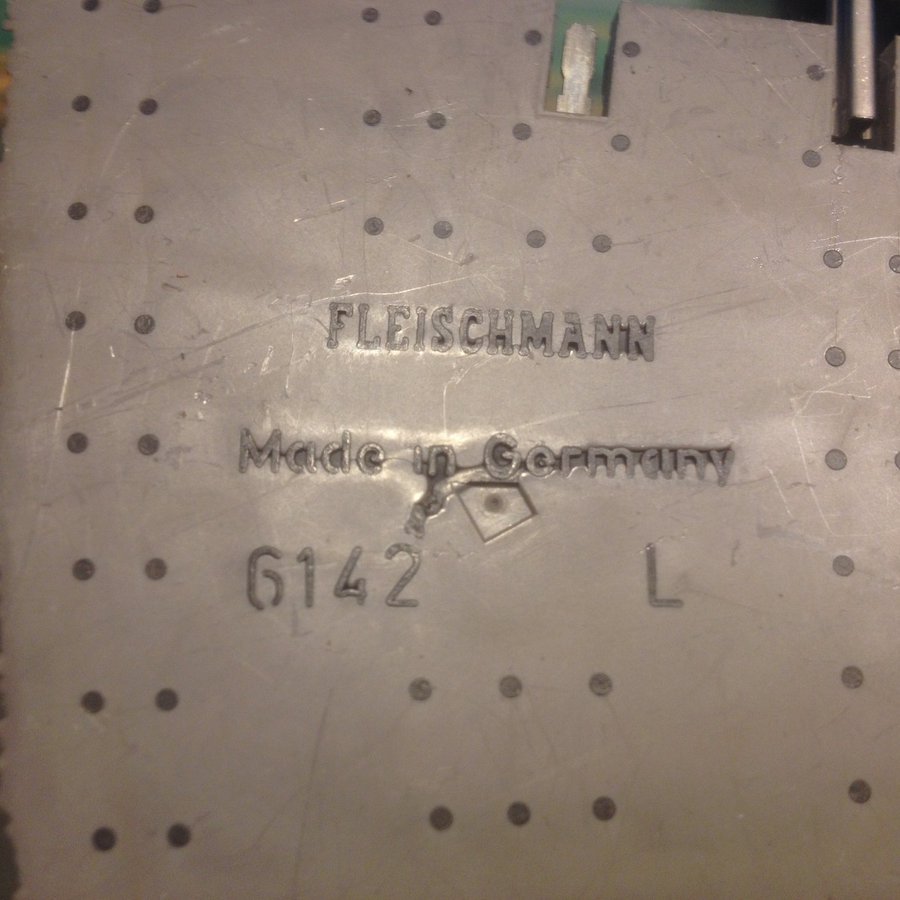 FLEISCHMANN
Made in Germany
6142 L